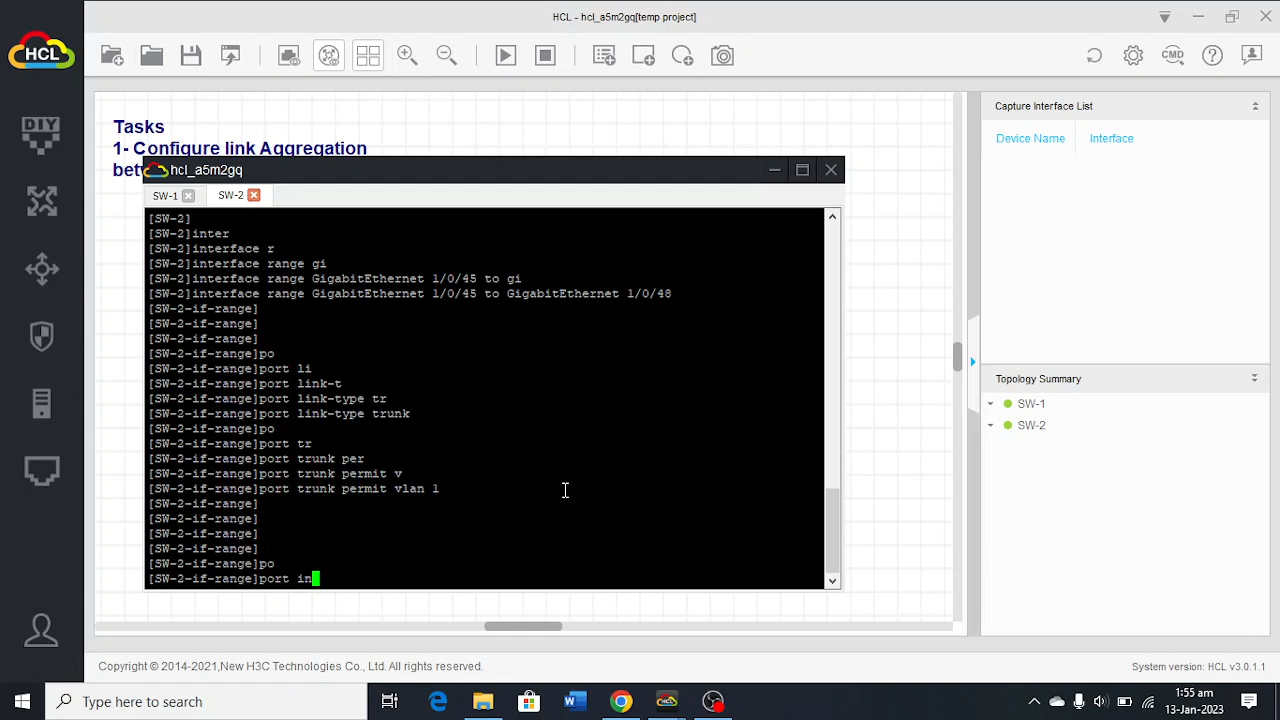 HCL - hcl_a5m2gq[temp project]
HCL
CMD
DIY
Tasks
1- Configure link Aggregation
bet
hcl_a5m2gq
SW-1
SW-2
[SW-2]
[SW-2]inter
[SW-2]interface r
[SW-2]interface range gi
[SW-2]interface range GigabitEthernet 1/0/45 to gi
[SW-2]interface range GigabitEthernet 1/0/45 to GigabitEthernet 1/0/48
[SW-2-if-range]
[SW-2-if-range]
[SW-2-if-range]
[SW-2-if-range]po
[SW-2-if-range]port li
[SW-2-if-range]port link-t
[SW-2-if-range]port link-type tr
[SW-2-if-range]port link-type trunk
[SW-2-if-range]po
[SW-2-if-range]port tr
[SW-2-if-range]port trunk per
[SW-2-if-range]port trunk permit v
[SW-2-if-range]port trunk permit vlan 1
[SW-2-if-range]
[SW-2-if-range]
[SW-2-if-range]
[SW-2-if-range]
[SW-2-if-range]po
[SW-2-if-range]port in
Capture Interface List
Device Name
Interface
Topology Summary
SW-1
SW-2
Copyright © 2014-2021,New H3C Technologies Co., Ltd. All rights reserved.
System version: HCL v3.0.1.1
Type here to search
1:55 am
13-Jan-2023